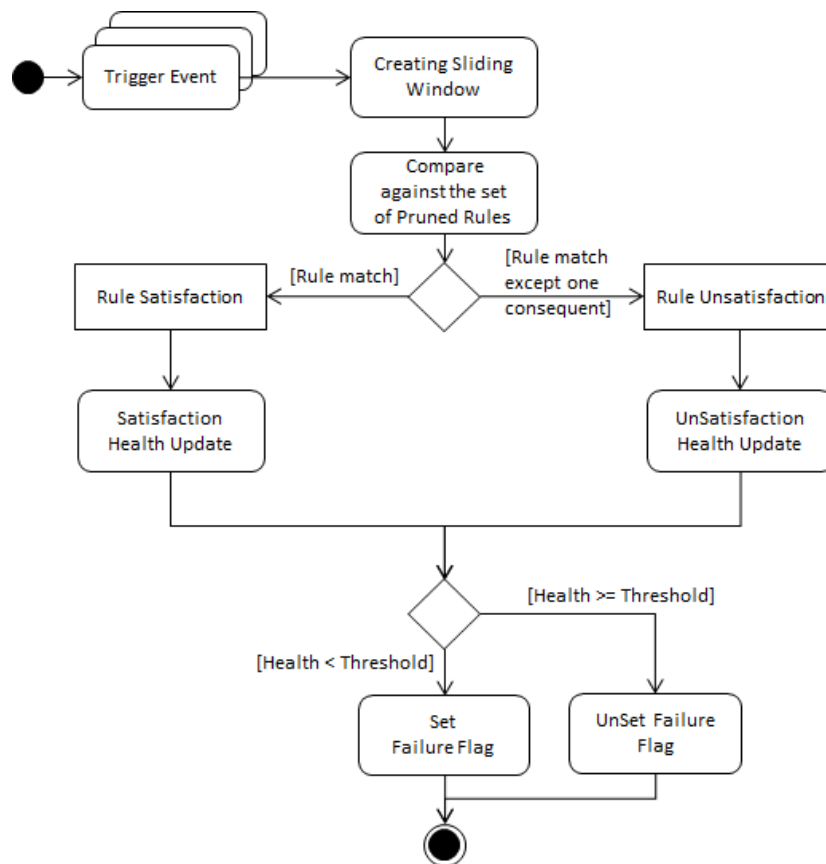 Trigger Event
Creating Sliding
Window
Compare
against the set
of Pruned Rules
[Rule match]
[Rule match
except one
consequent]
Rule Satisfaction
Rule Unsatisfaction
Satisfaction
Health Update
UnSatisfaction
Health Update
[Health >= Threshold]
[Health < Threshold]
Set
Failure Flag
UnSet Failure
Flag